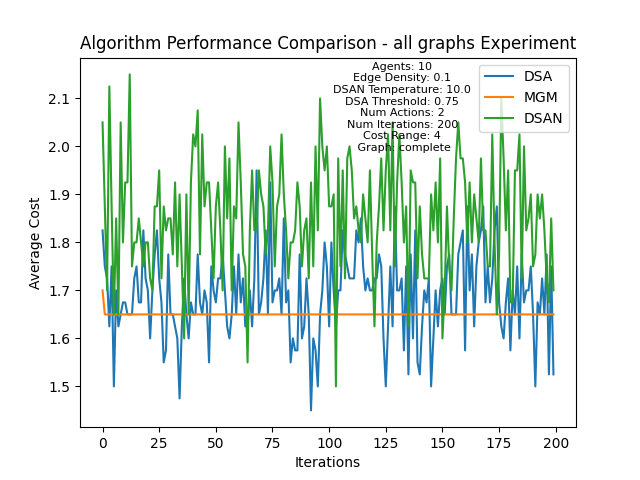 Algorithm Performance Comparison - all graphs Experiment
Agents: 10
Edge Density: 0.1
DSAN Temperature: 10.0
DSA Threshold: 0.75
Num Actions: 2
Num Iterations: 200
Cost Range: 4
Graph: complete
DSA
MGM
DSAN
Average Cost
2.1
2.0
1.9
1.8
1.7
1.6
1.5
0
25
50
75
100
125
150
175
200
Iterations